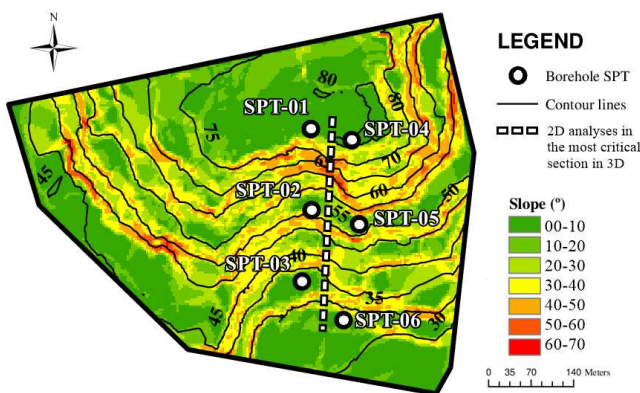 N
80
SPT-01
SPT-04
80
75
70
60
50
45
SPT-02
55
SPT-05
SPT-03
40
35
45
SPT-06
30
LEGEND
Borehole SPT
Contour lines
2D analyses in
the most critical
section in 3D
Slope (º)
00-10
10-20
20-30
30-40
40-50
50-60
60-70
0 35 70 140 Meters